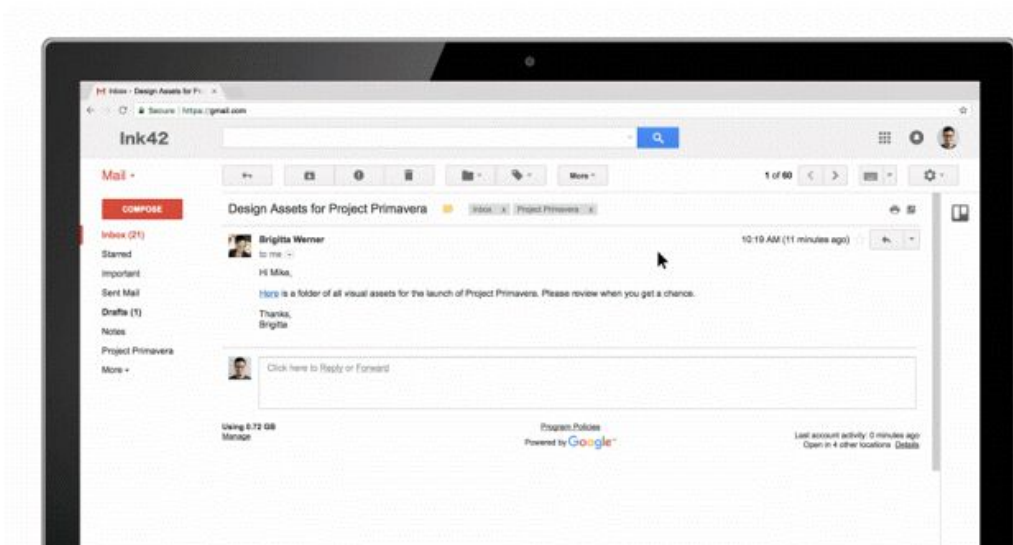 Inbox - Design Assets for Pr
Secure https://gmail.com
Ink42
Mail
More
1 of 60
COMPOSE
Design Assets for Project Primavera
Inbox x Project Primavera x
Inbox (21)
Brigitta Werner
10:19 AM (11 minutes ago)
Starred
to me
Important
Hi Mike,
Sent Mail
Here is a folder of all visual assets for the launch of Project Primavera. Please review when you get a chance.
Drafts (1)
Thanks,
Brigitta
Notes
Project Primavera
More
Click here to Reply or Forward
Using 0.72 GB
Manage
Program Policies
Powered by Google
Last account activity: 0 minutes ago
Open in 4 other locations Details